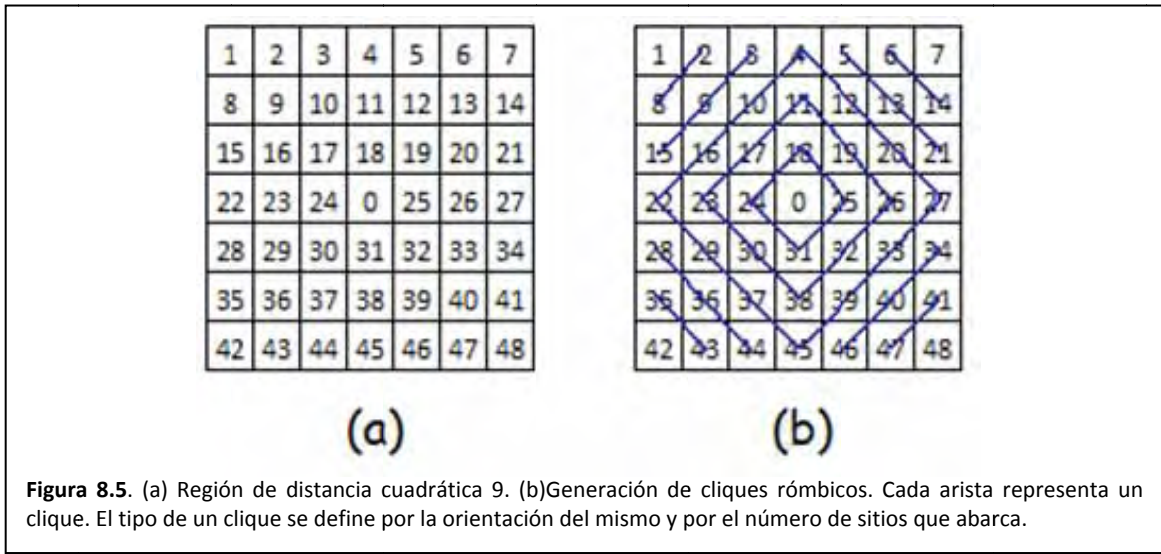 1 2 3 4 5 6 7 1 2 3 4 5 6 7
8 9 10 11 12 13 14 8 9 10 11 12 13 14
15 16 17 18 19 20 21 15 16 17 18 19 20 21
22 23 24 0 25 26 27 22 23 24 0 25 26 27
28 29 30 31 32 33 34 28 29 30 31 32 33 34
35 36 37 38 39 40 41 35 36 37 38 39 40 41
42 43 44 45 46 47 48 42 43 44 45 46 47 48
(a) (b)
Figura 8.5. (a) Región de distancia cuadrática 9. (b)Generación de cliques rómbicos. Cada arista representa un
clique. El tipo de un clique se define por la orientación del mismo y por el número de sitios que abarca.